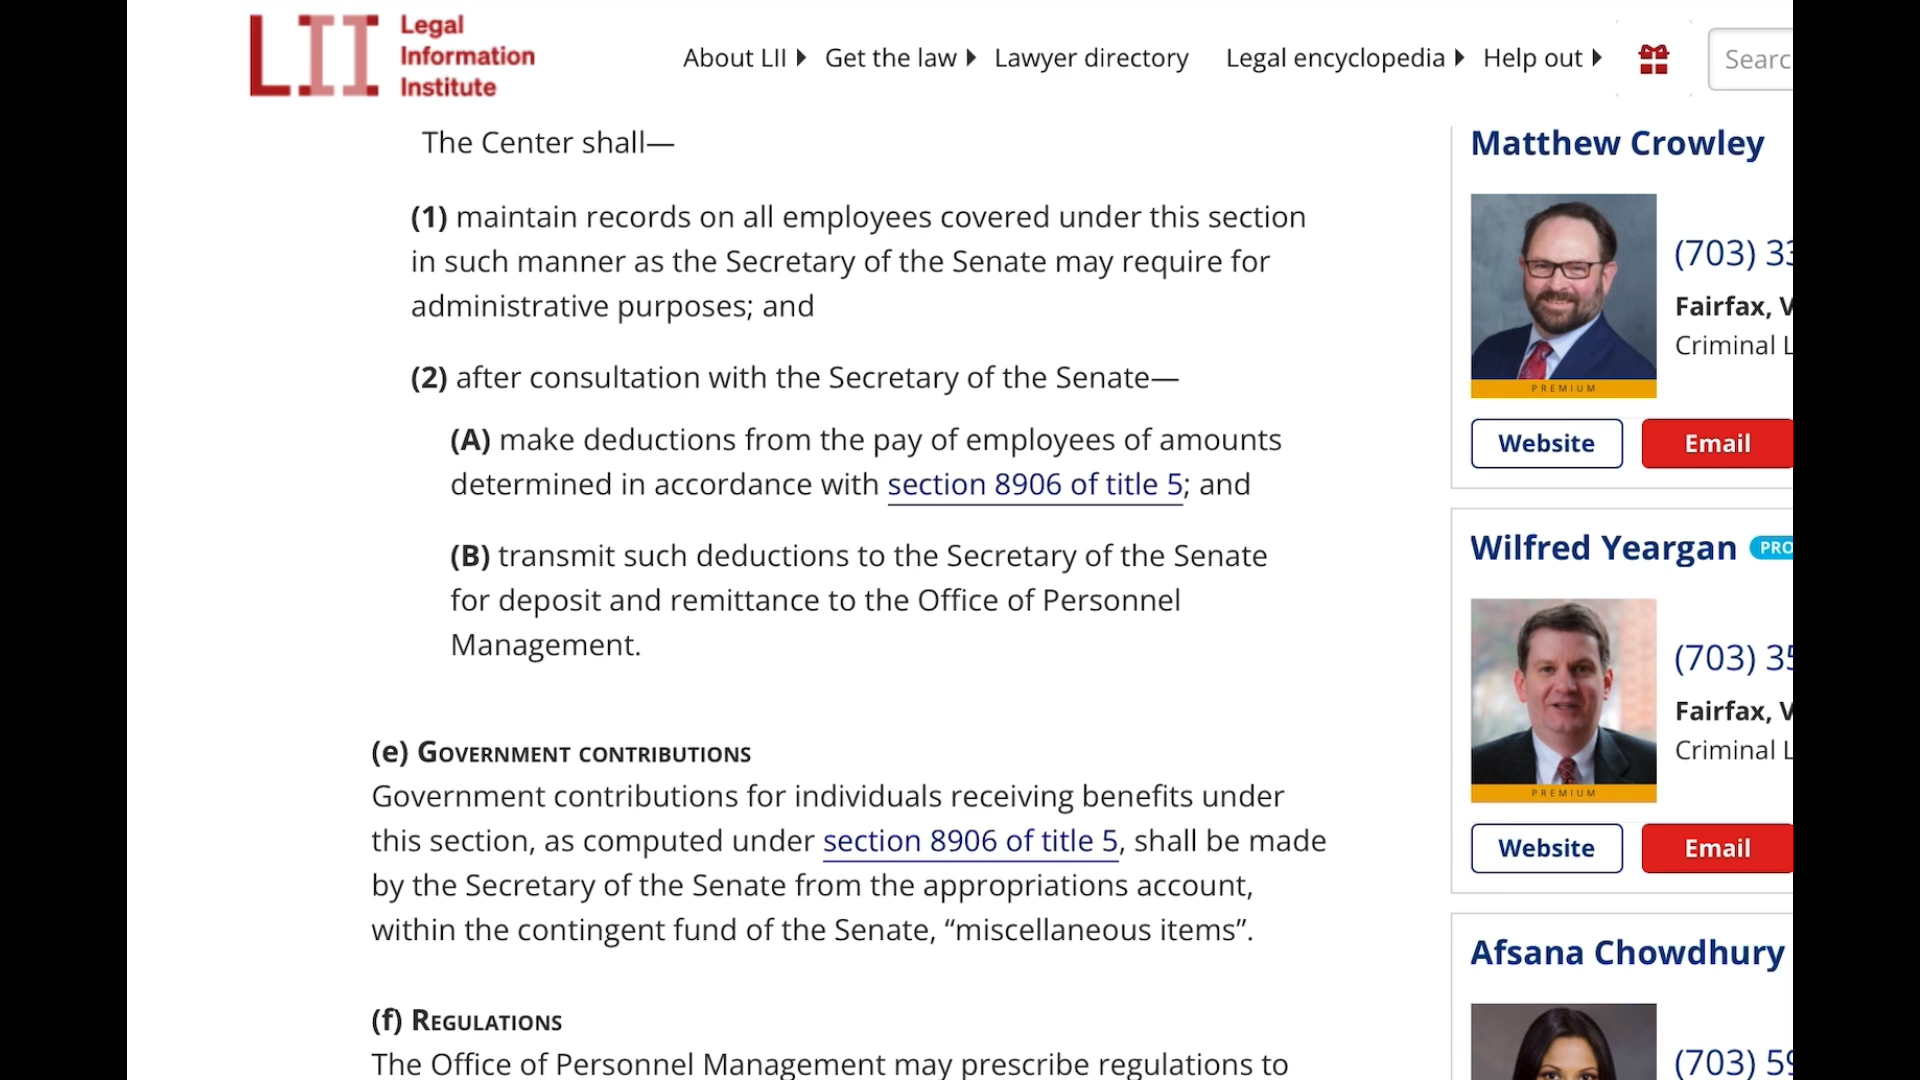 Legal
Information
Institute
About LII
Get the law
Lawyer directory
Legal encyclopedia
Help out
Searc
The Center shall—
(1) maintain records on all employees covered under this section
in such manner as the Secretary of the Senate may require for
administrative purposes; and
(2) after consultation with the Secretary of the Senate—
(A) make deductions from the pay of employees of amounts
determined in accordance with section 8906 of title 5; and
(B) transmit such deductions to the Secretary of the Senate
for deposit and remittance to the Office of Personnel
Management.
(e) GOVERNMENT CONTRIBUTIONS
Government contributions for individuals receiving benefits under
this section, as computed under section 8906 of title 5, shall be made
by the Secretary of the Senate from the appropriations account,
within the contingent fund of the Senate, “miscellaneous items”.
(f) REGULATIONS
The Office of Personnel Management may prescribe regulations to
Matthew Crowley
(703) 33
Fairfax, V
Criminal L
PREMIUM
Website
Email
Wilfred Yeargan
PRO
(703) 35
Fairfax, V
Criminal L
PREMIUM
Website
Email
Afsana Chowdhury
(703) 59